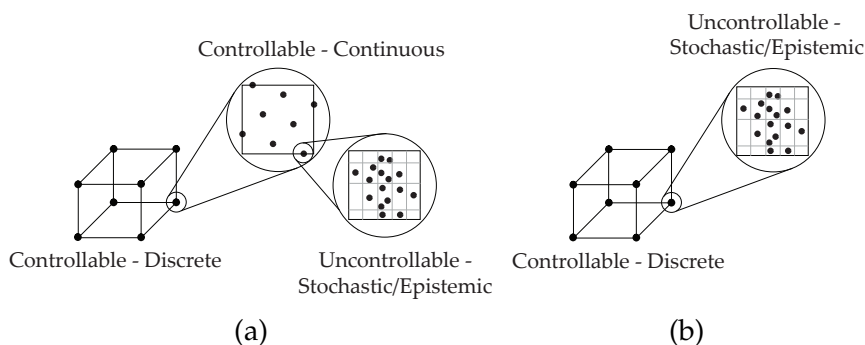 Controllable - Continuous
Controllable - Discrete
Uncontrollable -
Stochastic/Epistemic
(a)
Uncontrollable -
Stochastic/Epistemic
Controllable - Discrete
(b)